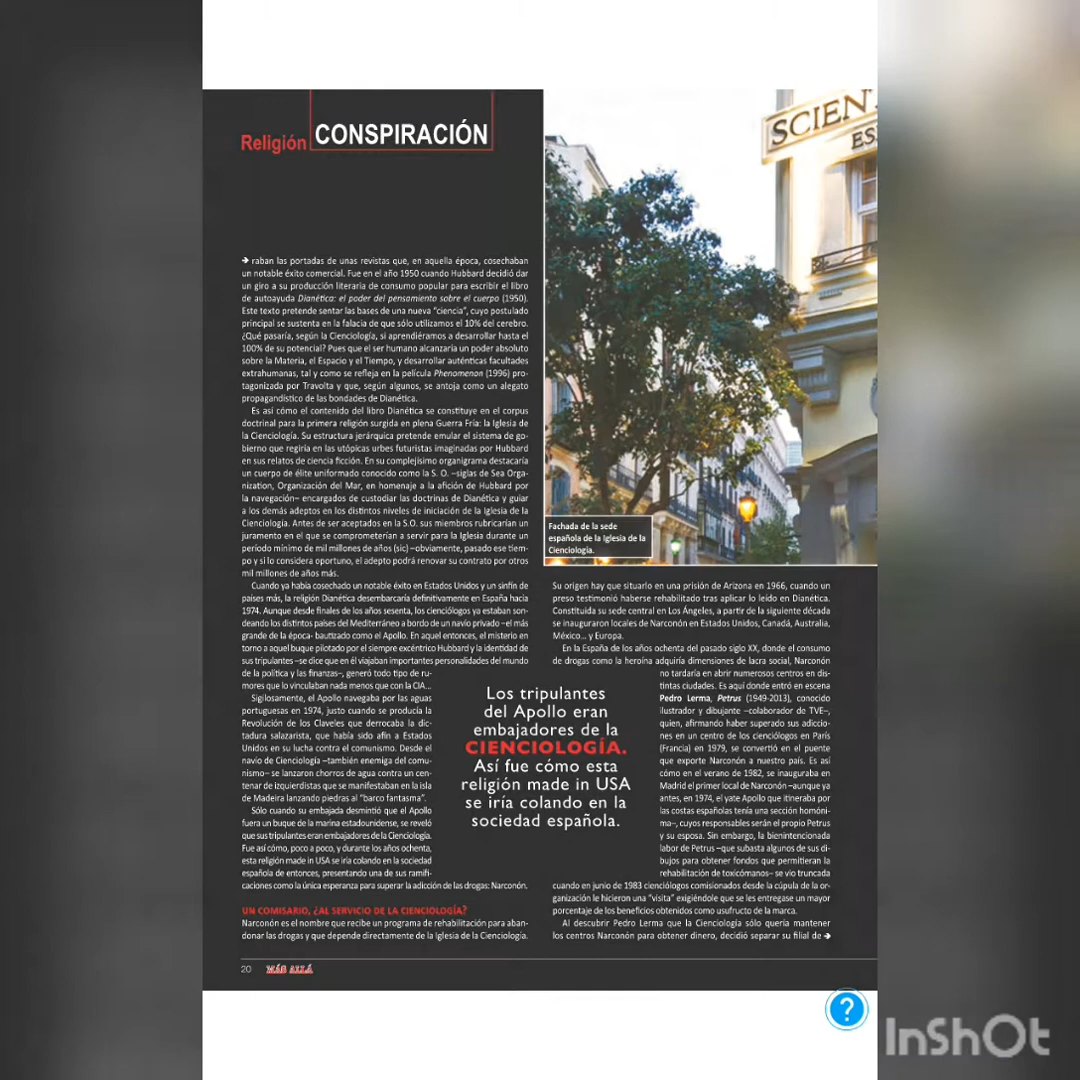 Religión CONSPIRACIÓN
SCIEN
ES
➔ raban las portadas de unas revistas que, en aquella época, cosechaban
un notable éxito comercial. Fue en el año 1950 cuando Hubbard decidió dar
un giro a su producción literaria de consumo popular para escribir el libro
de autoayuda Dianética: el poder del pensamiento sobre el cuerpo (1950).
Este texto pretende sentar las bases de una nueva “ciencia”, cuyo postulado
principal se sustenta en la falacia de que sólo utilizamos el 10% del cerebro.
¿Qué pasaría, según la Cienciología, si aprendiéramos a desarrollar hasta el
100% de su potencial? Pues que el ser humano alcanzaría un poder absoluto
sobre la Materia, el Espacio y el Tiempo, y desarrollar auténticas facultades
extrahumanas, tal y como se refleja en la película Phenomenon (1996) pro-
tagonizada por Travolta y que, según algunos, se antoja como un alegato
propagandístico de las bondades de Dianética.
Es así cómo el contenido del libro Dianética se constituye en el corpus
doctrinal para la primera religión surgida en plena Guerra Fría: la Iglesia de
la Cienciología. Su estructura jerárquica pretende emular el sistema de go-
bierno que regiría en las utópicas urbes futuristas imaginadas por Hubbard
en sus relatos de ciencia ficción. En su complejísimo organigrama destacaría
un cuerpo de élite uniformado conocido como la S. O. –siglas de Sea Orga-
nization, Organización del Mar, en homenaje a la afición de Hubbard por
la navegación– encargados de custodiar las doctrinas de Dianética y guiar
a los demás adeptos en los distintos niveles de iniciación de la Iglesia de la
Cienciología. Antes de ser aceptados en la S.O. sus miembros rubricarían un
juramento en el que se comprometerían a servir para la Iglesia durante un
período mínimo de mil millones de años (sic) –obviamente, pasado ese tiem-
po y si lo considera oportuno, el adepto podrá renovar su contrato por otros
mil millones de años más.
Cuando ya había cosechado un notable éxito en Estados Unidos y un sinfín de
países más, la religión Dianética desembarcaría definitivamente en España hacía
1974. Aunque desde finales de los años sesenta, los cienciólogos ya estaban son-
deando los distintos países del Mediterráneo a bordo de un navío privado –el más
grande de la época- bautizado como el Apollo. En aquel entonces, el misterio en
torno a aquel buque pilotado por el siempre excéntrico Hubbard y la identidad de
sus tripulantes –se dice que en él viajaban importantes personalidades del mundo
de la política y las finanzas–, generó todo tipo de ru-
mores que lo vinculaban nada menos que con la CIA...
Sigilosamente, el Apollo navegaba por las aguas
portuguesas en 1974, justo cuando se producía la
Revolución de los Claveles que derrocaba la dic-
tadura salazarista, que había sido afín a Estados
Unidos en su lucha contra el comunismo. Desde el
navío de Cienciología –también enemiga del comu-
nismo– se lanzaron chorros de agua contra un cen-
tenar de izquierdistas que se manifestaban en la isla
de Madeira lanzando piedras al “barco fantasma”.
Sólo cuando su embajada desmintió que el Apollo
fuera un buque de la marina estadounidense, se reveló
que sus tripulantes eran embajadores de la Cienciología.
Fue así cómo, poco a poco, y durante los años ochenta,
esta religión made in USA se iría colando en la sociedad
española de entonces, presentando una de sus ramifi-
caciones como la única esperanza para superar la adicción de las drogas: Narconón.
UN COMISARIO, ¿AL SERVICIO DE LA CIENCIOLOGÍA?
Narconón es el nombre que recibe un programa de rehabilitación para aban-
donar las drogas y que depende directamente de la Iglesia de la Cienciología.
Los tripulantes
del Apollo eran
embajadores de la
CIENCIOLOGÍA.
Así fue cómo esta
religión made in USA
se iría colando en la
sociedad española.
Fachada de la sede
española de la Iglesia de la
Cienciología.
Su origen hay que situarlo en una prisión de Arizona en 1966, cuando un
preso testimonió haberse rehabilitado tras aplicar lo leído en Dianética.
Constituida su sede central en Los Ángeles, a partir de la siguiente década
se inauguraron locales de Narconón en Estados Unidos, Canadá, Australia,
México... y Europa.
En la España de los años ochenta del pasado siglo XX, donde el consumo
de drogas como la heroína adquiría dimensiones de lacra social, Narconón
no tardaría en abrir numerosos centros en dis-
tintas ciudades. Es aquí donde entró en escena
Pedro Lerma, Petrus (1949-2013), conocido
ilustrador y dibujante –colaborador de TVE–,
quien, afirmando haber superado sus adiccio-
nes en un centro de los cienciólogos en París
(Francia) en 1979, se convirtió en el puente
que exporte Narconón a nuestro país. Es así
cómo en el verano de 1982, se inauguraba en
Madrid el primer local de Narconón –aunque ya
antes, en 1974, el yate Apollo que itineraba por
las costas españolas tenía una sección homóni-
ma–, cuyos responsables serán el propio Petrus
y su esposa. Sin embargo, la bienintencionada
labor de Petrus –que subasta algunos de sus di-
bujos para obtener fondos que permitieran la
rehabilitación de toxicómanos– se vio truncada
cuando en junio de 1983 cienciólogos comisionados desde la cúpula de la or-
ganización le hicieron una “visita” exigiéndole que se les entregase un mayor
porcentaje de los beneficios obtenidos como usufructo de la marca.
Al descubrir Pedro Lerma que la Cienciología sólo quería mantener
los centros Narconón para obtener dinero, decidió separar su filial de ➔
20 MÁS ALLÁ
?
InShOt